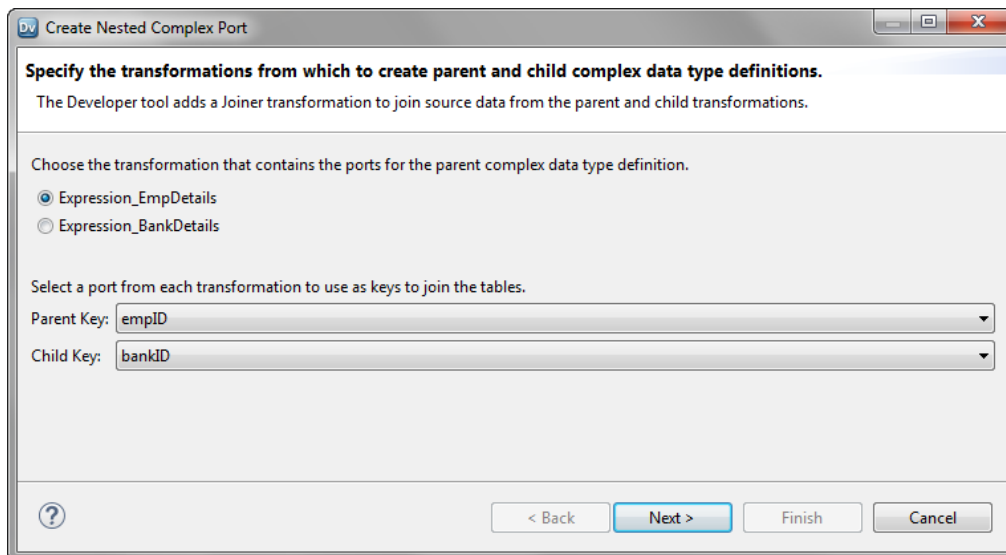 Dv Create Nested Complex Port
Specify the transformations from which to create parent and child complex data type definitions.
The Developer tool adds a Joiner transformation to join source data from the parent and child transformations.
Choose the transformation that contains the ports for the parent complex data type definition.
Expression_EmpDetails
Expression_BankDetails
Select a port from each transformation to use as keys to join the tables.
Parent Key: empID
Child Key: bankID
? < Back Next > Finish Cancel